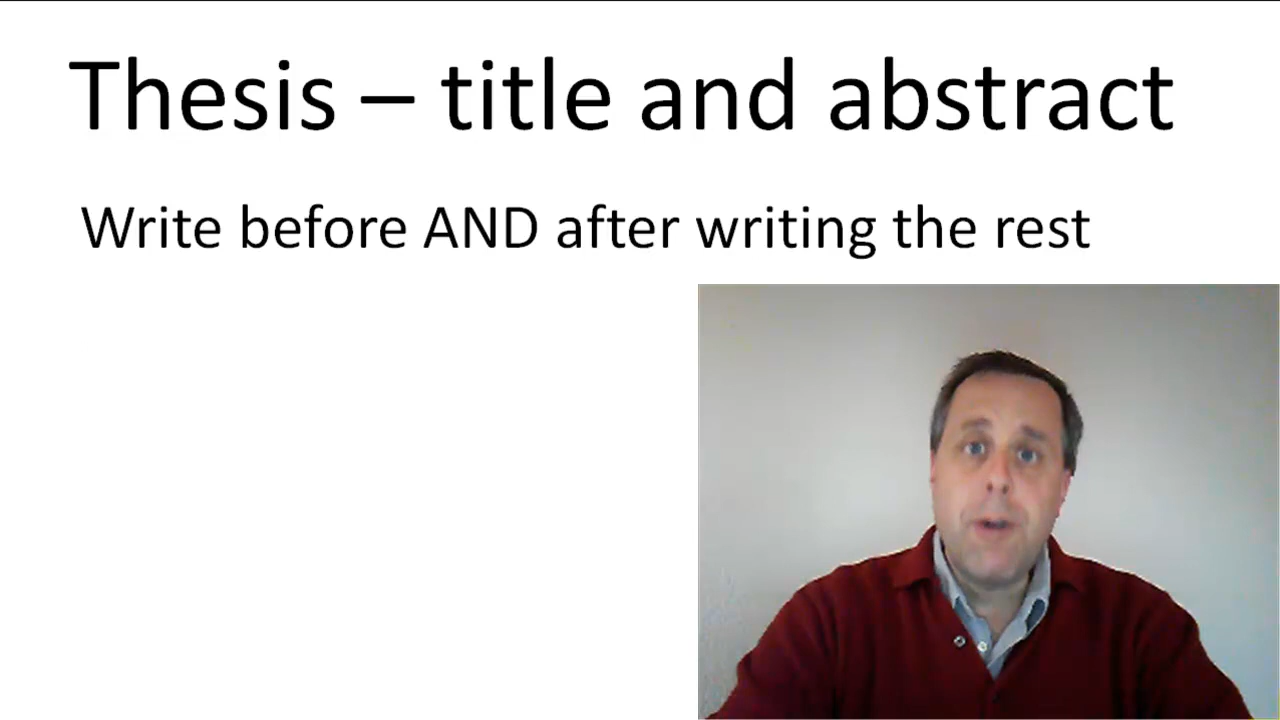 Thesis – title and abstract
Write before AND after writing the rest